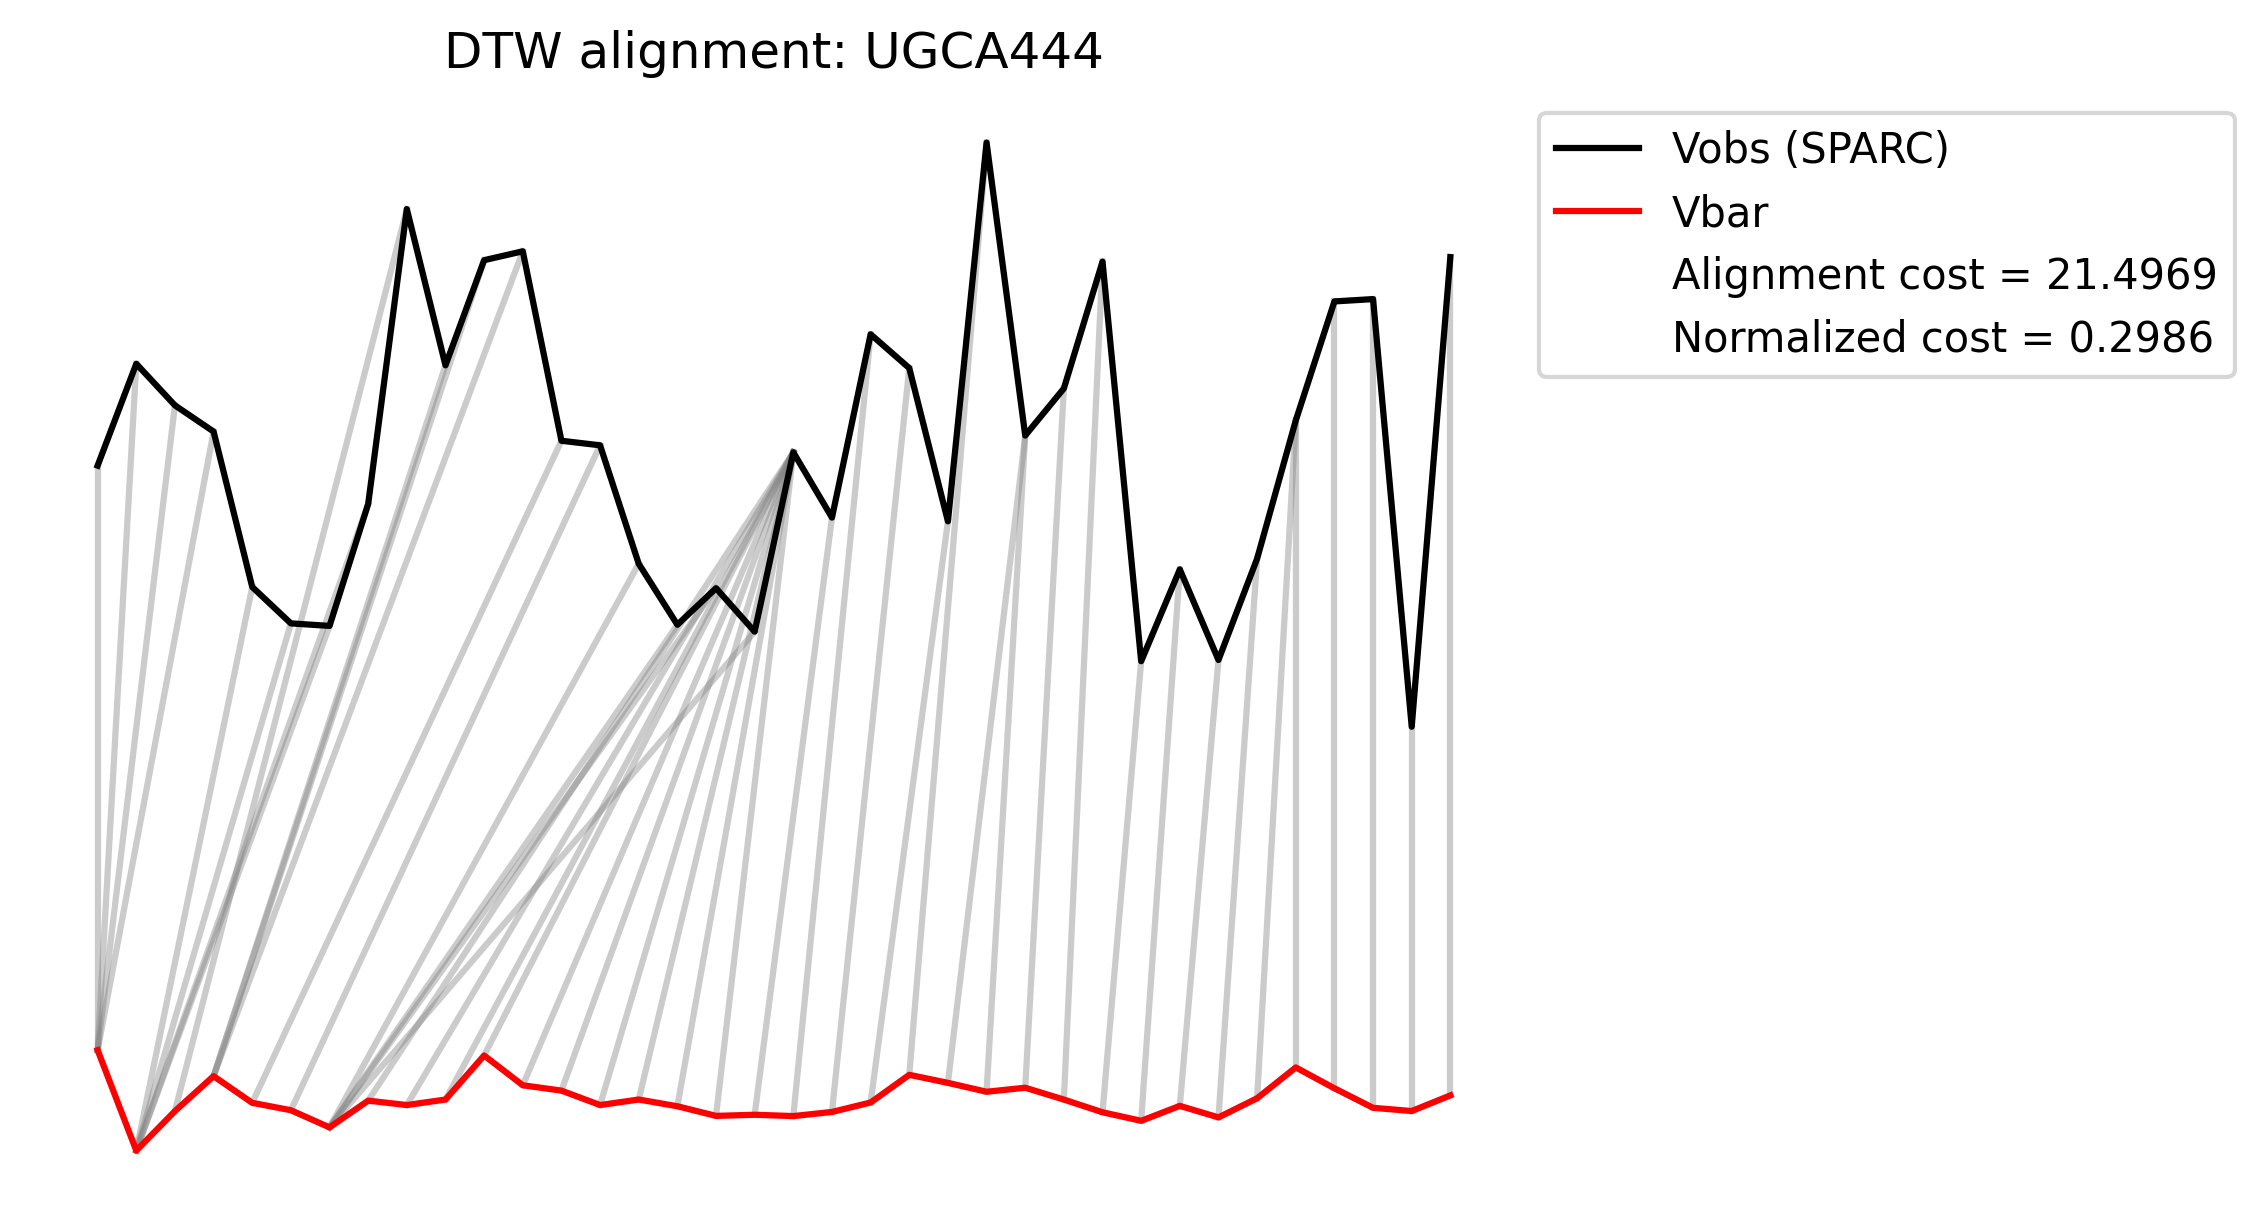 DTW alignment: UGCA444
Vobs (SPARC)
Vbar
Alignment cost = 21.4969
Normalized cost = 0.2986